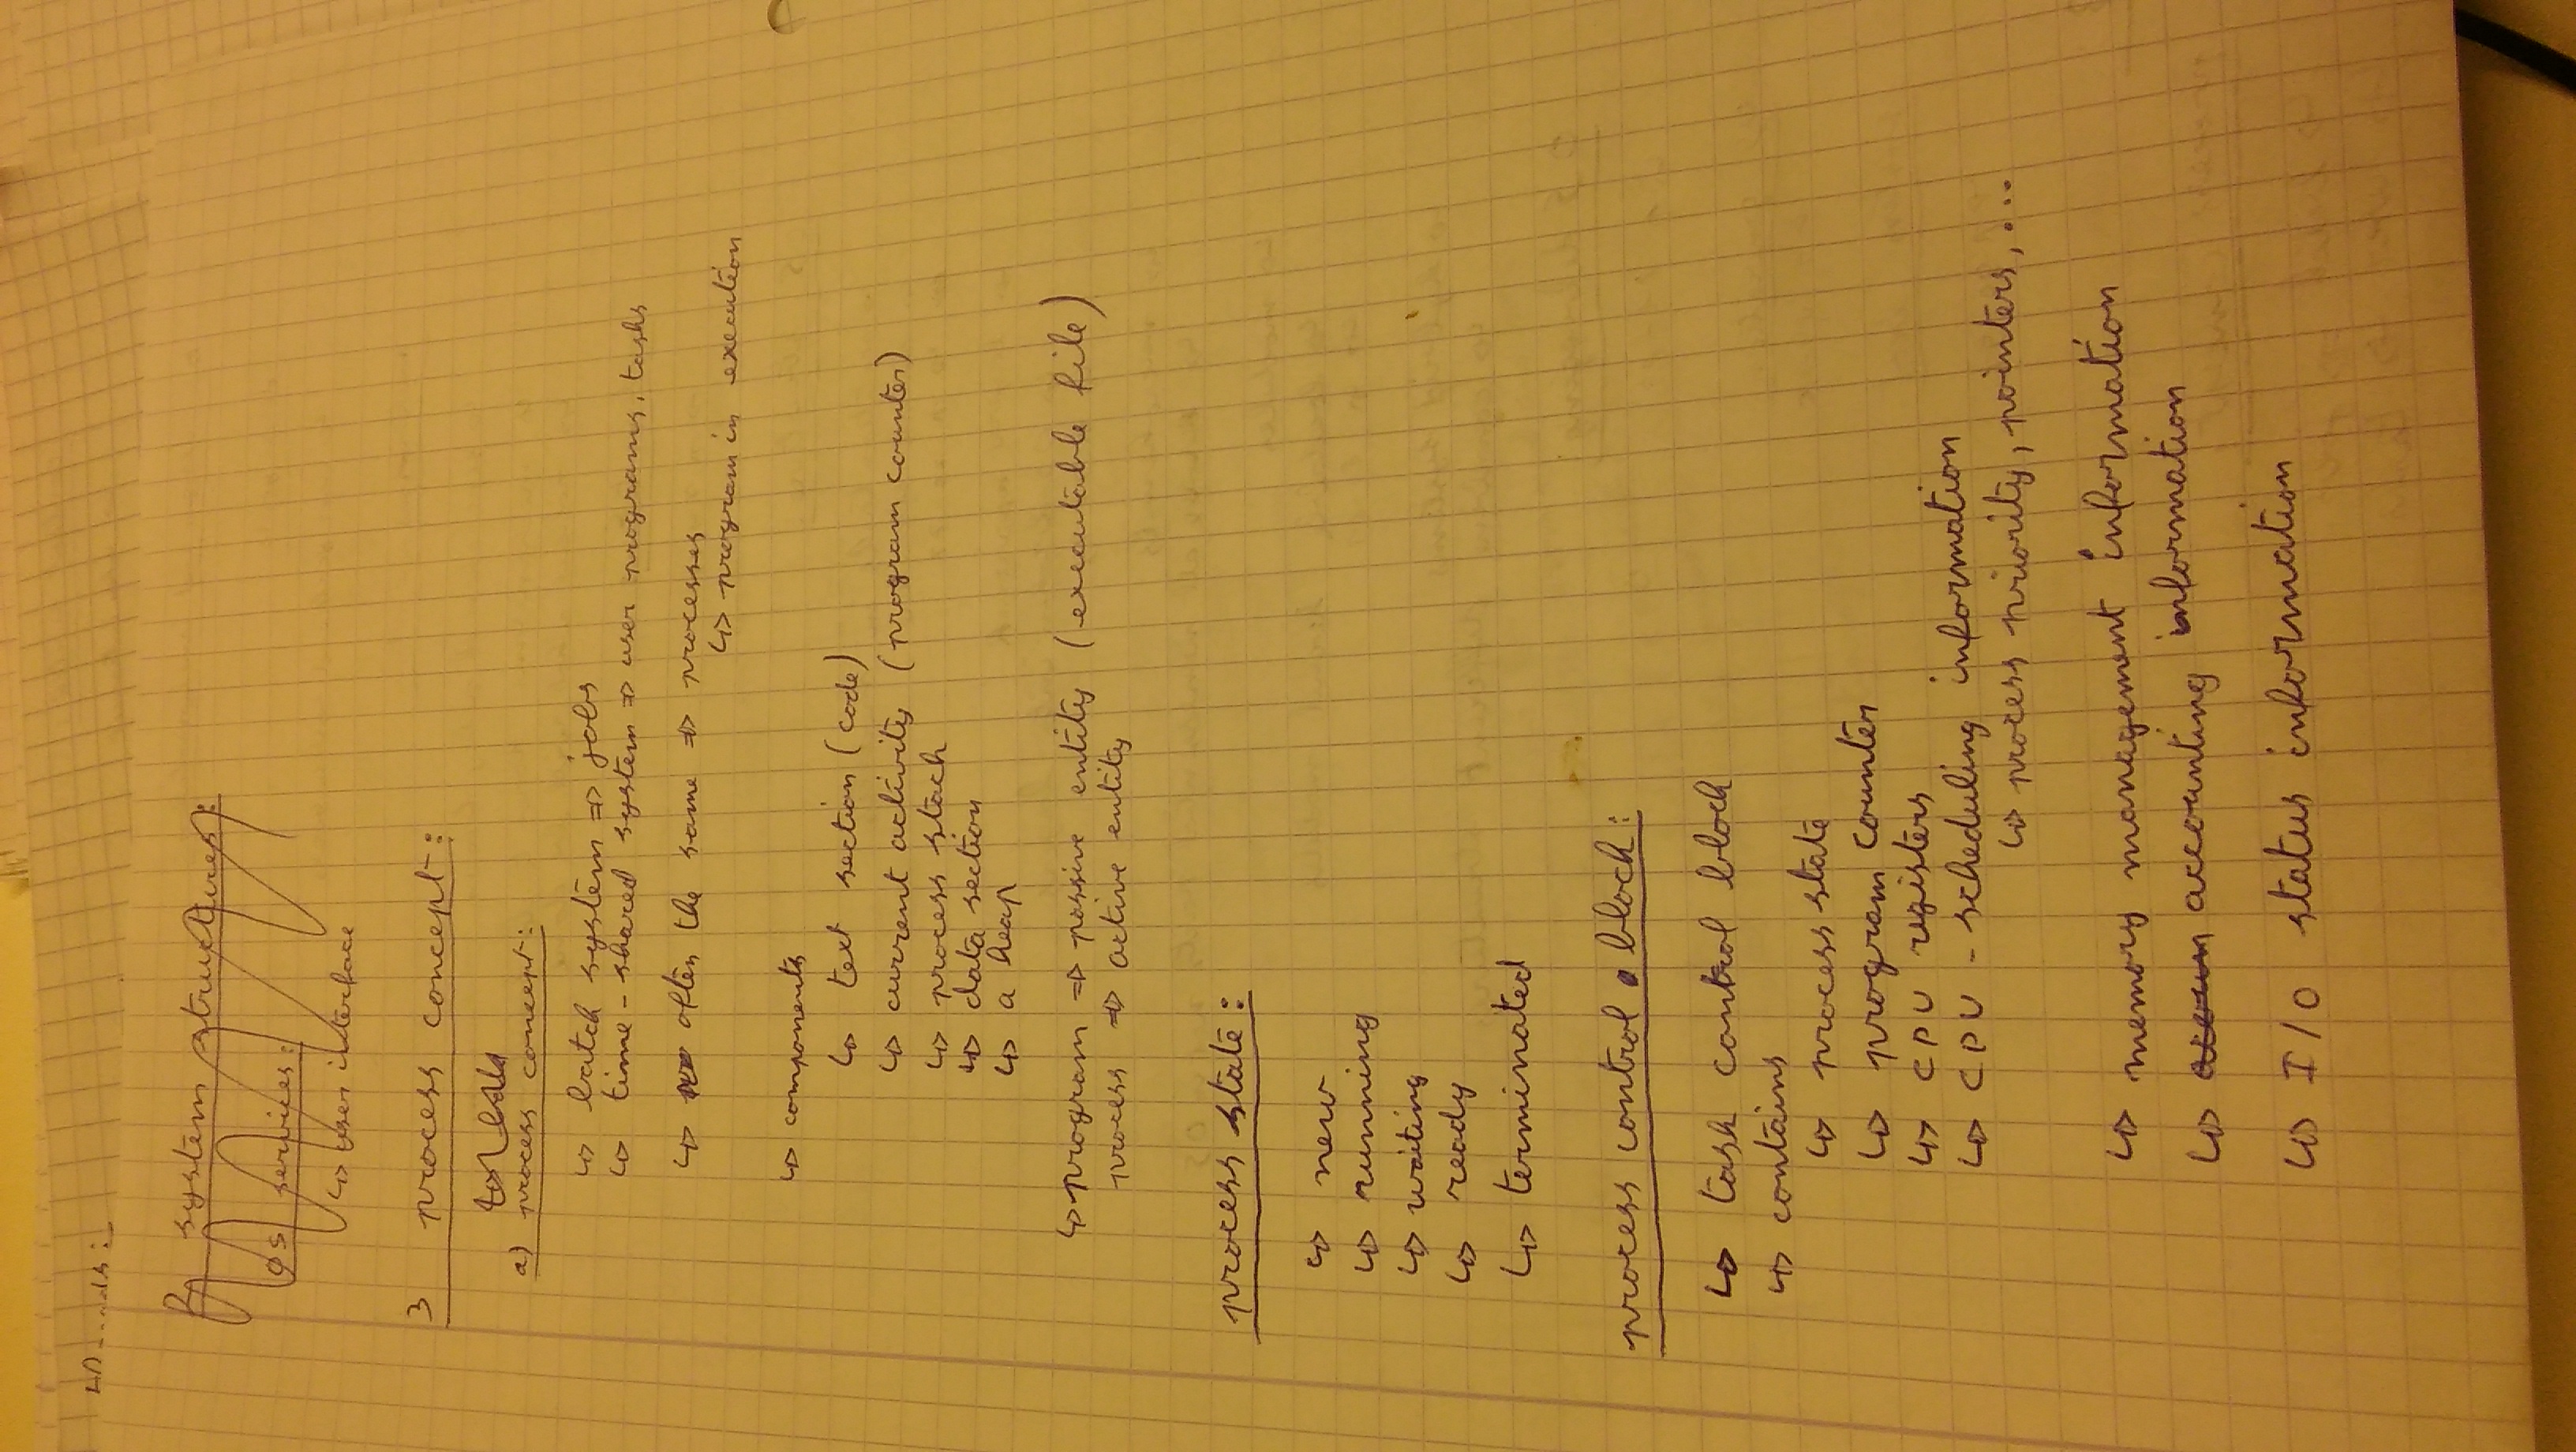 2 system structures:
OS services:
↳ user interface
3 process concept:
a) process concept:
↳ batch system => jobs
↳ time-shared system => user programs, tasks
↳ often the same => processes
↳ program in execution
↳ components
↳ text section (code)
↳ current activity (program counter)
↳ process stack
↳ data section
↳ a heap
↳ program => passive entity (executable file)
process => active entity
process state:
↳ new
↳ running
↳ waiting
↳ ready
↳ terminated
process control block:
↳ task control block
↳ contains
↳ process state
↳ program counter
↳ CPU registers
↳ CPU - scheduling information
↳ process priority, pointers, ...
↳ memory management information
↳ accounting information
↳ I/O status information